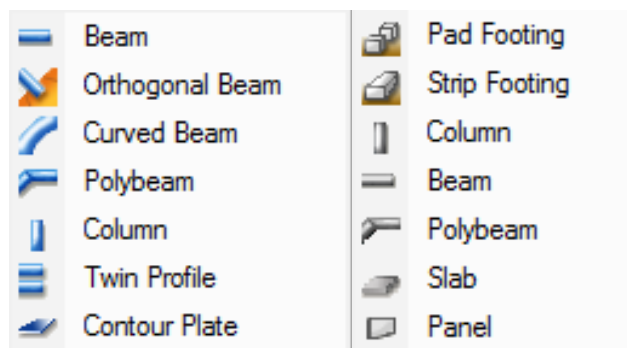 Beam
Orthogonal Beam
Curved Beam
Polybeam
Column
Twin Profile
Contour Plate
Pad Footing
Strip Footing
Column
Beam
Polybeam
Slab
Panel